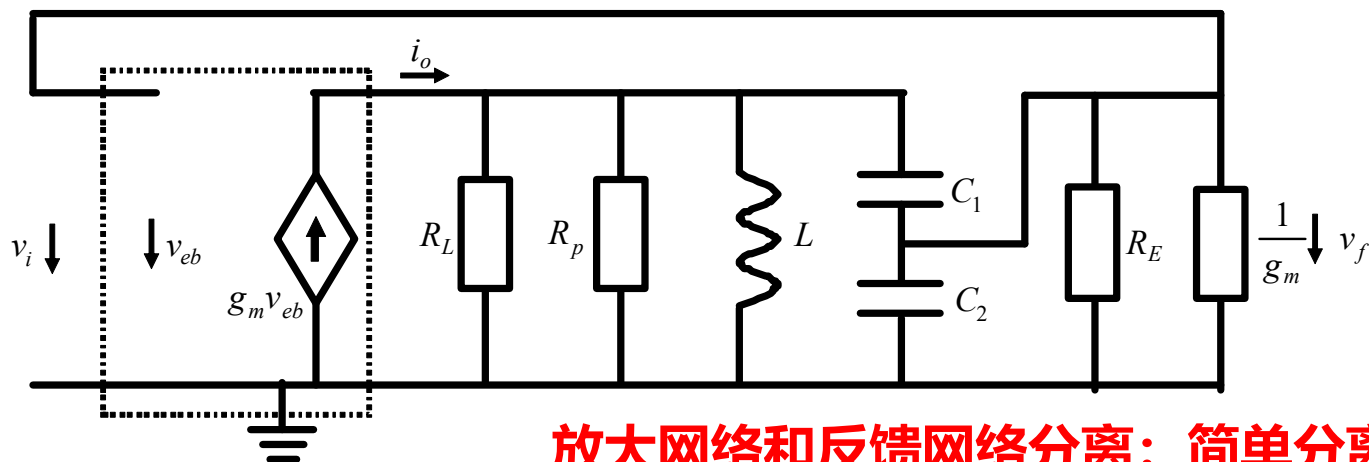 i_o
v_i
v_eb
g_m v_eb
R_L
R_p
L
C_1
C_2
R_E
1/g_m
v_f
放大网络和反馈网络分离：简单分离